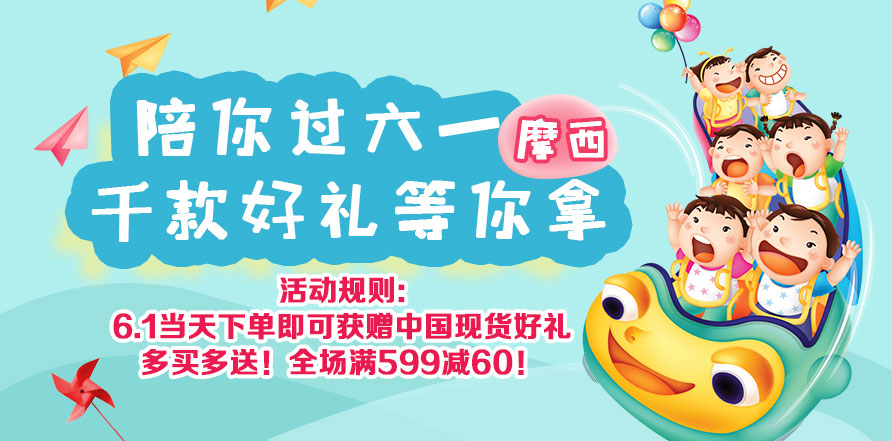 陪你过六一
摩西
千款好礼等你拿
活动规则:
6.1当天下单即可获赠中国现货好礼
多买多送！全场满599减60！